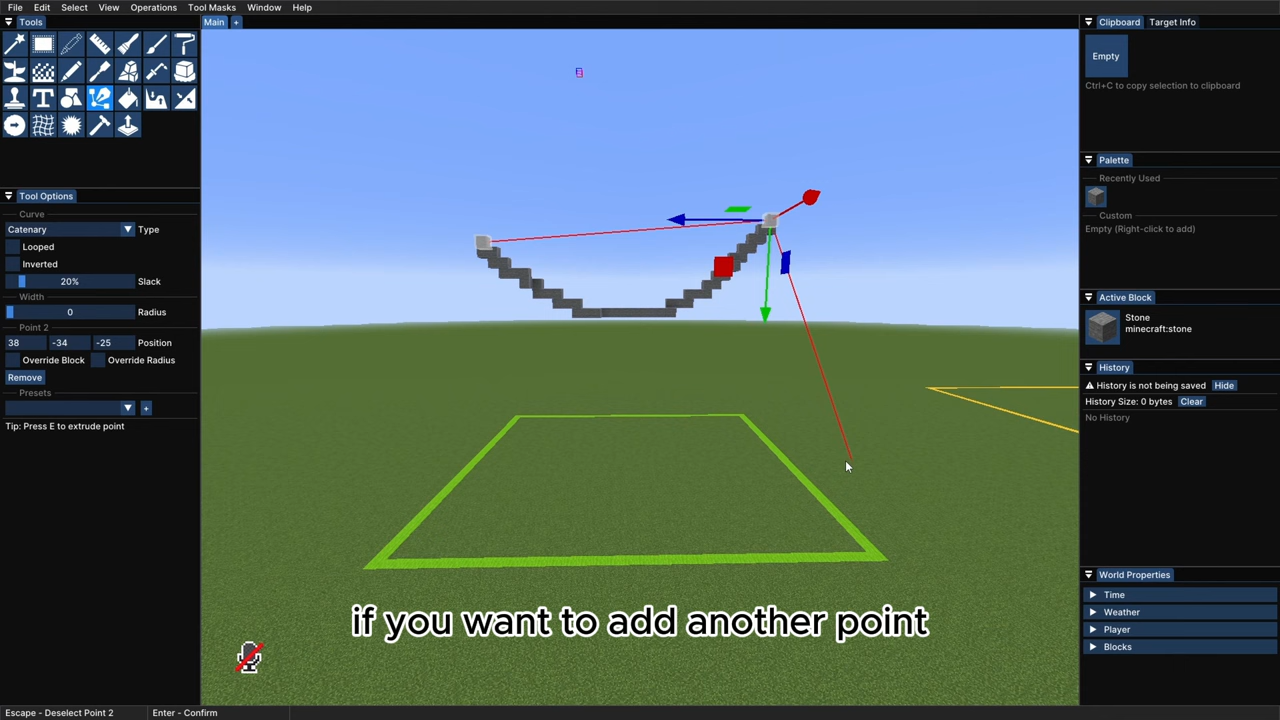 File Edit Select View Operations Tool Masks Window Help
Tools
Main +
Clipboard Target Info
Empty
Ctrl+C to copy selection to clipboard
Palette
Recently Used
Custom
Empty (Right-click to add)
Tool Options
Curve
Catenary Type
Looped
Inverted
20% Slack
Width
0 Radius
Point 2
38 -34 -25 Position
Override Block Override Radius
Remove
Presets
+
Tip: Press E to extrude point
Active Block
Stone
minecraft:stone
History
History is not being saved Hide
History Size: 0 bytes Clear
No History
World Properties
Time
Weather
Player
Blocks
if you want to add another point
Escape - Deselect Point 2 Enter - Confirm